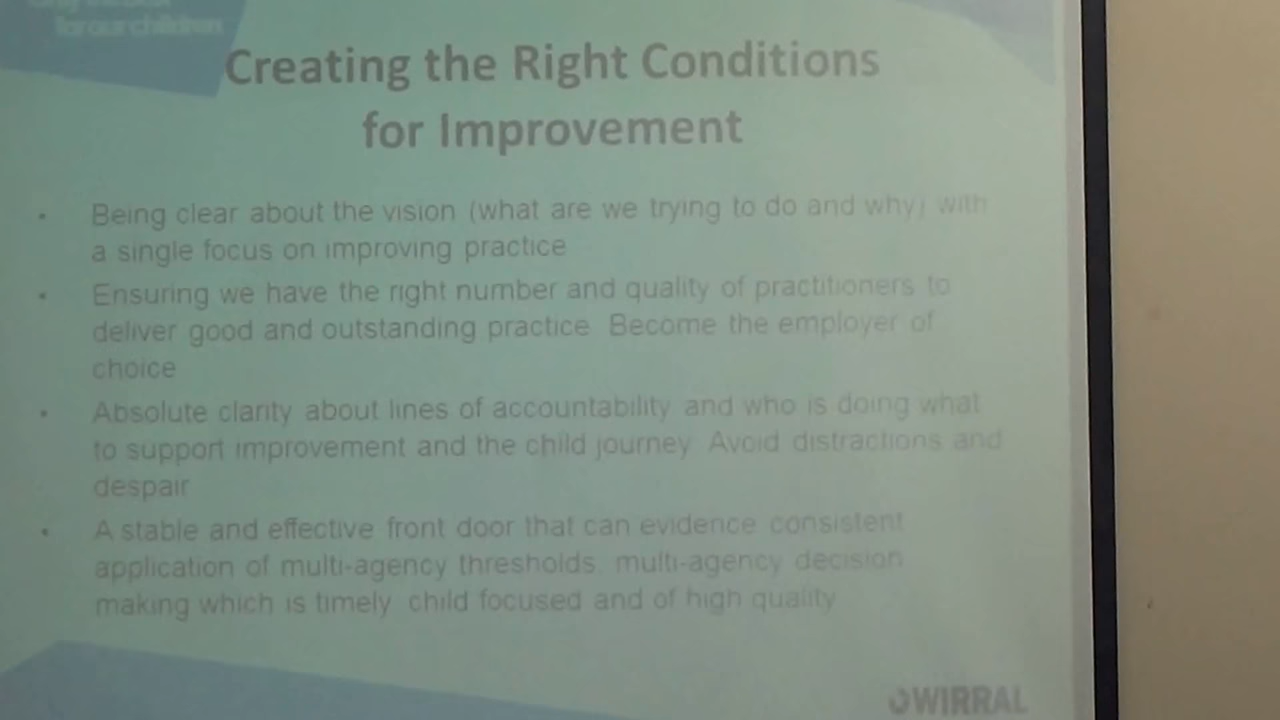 for our children
Creating the Right Conditions
for Improvement
• Being clear about the vision (what are we trying to do and why) with
a single focus on improving practice
• Ensuring we have the right number and quality of practitioners to
deliver good and outstanding practice Become the employer of
choice
• Absolute clarity about lines of accountability and who is doing what
to support improvement and the child journey Avoid distractions and
despair
• A stable and effective front door that can evidence consistent
application of multi-agency thresholds, multi-agency decision
making which is timely child focused and of high quality
WIRRAL